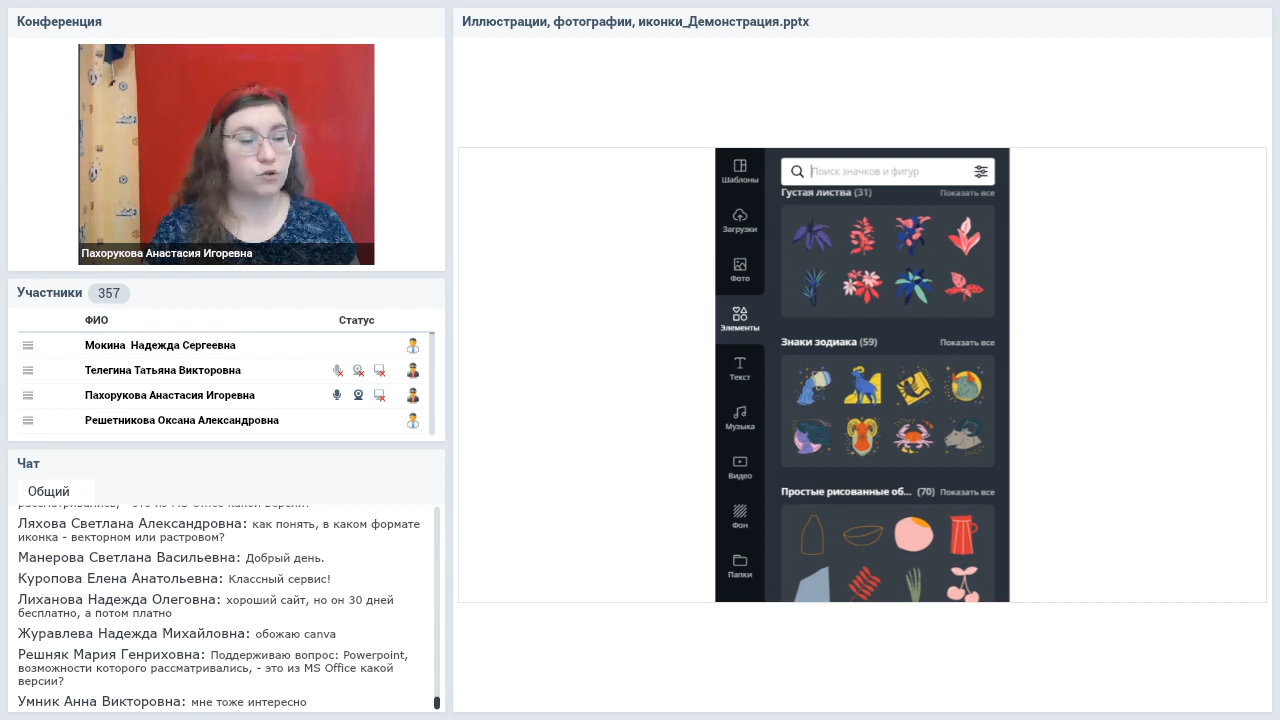 Конференция
Пахорукова Анастасия Игоревна
Участники 357
ФИО Статус
Мокина Надежда Сергеевна
Телегина Татьяна Викторовна
Пахорукова Анастасия Игоревна
Решетникова Оксана Александровна
Чат
Общий
Ляхова Светлана Александровна: как понять, в каком формате
иконка - векторном или растровом?
Манерова Светлана Васильевна: Добрый день.
Куропова Елена Анатольевна: Классный сервис!
Лиханова Надежда Олеговна: хороший сайт, но он 30 дней
бесплатно, а потом платно
Журавлева Надежда Михайловна: обожаю canva
Решняк Мария Генриховна: Поддерживаю вопрос: Powerpoint,
возможности которого рассматривались, - это из MS Office какой
версии?
Умник Анна Викторовна: мне тоже интересно
Иллюстрации, фотографии, иконки_Демонстрация.pptx
Шаблоны
Загрузки
Фото
Элементы
Текст
Музыка
Видео
Фон
Папки
Поиск значков и фигур
Густая листва (31) Показать все
Знаки зодиака (59) Показать все
Простые рисованные об... (70) Показать все